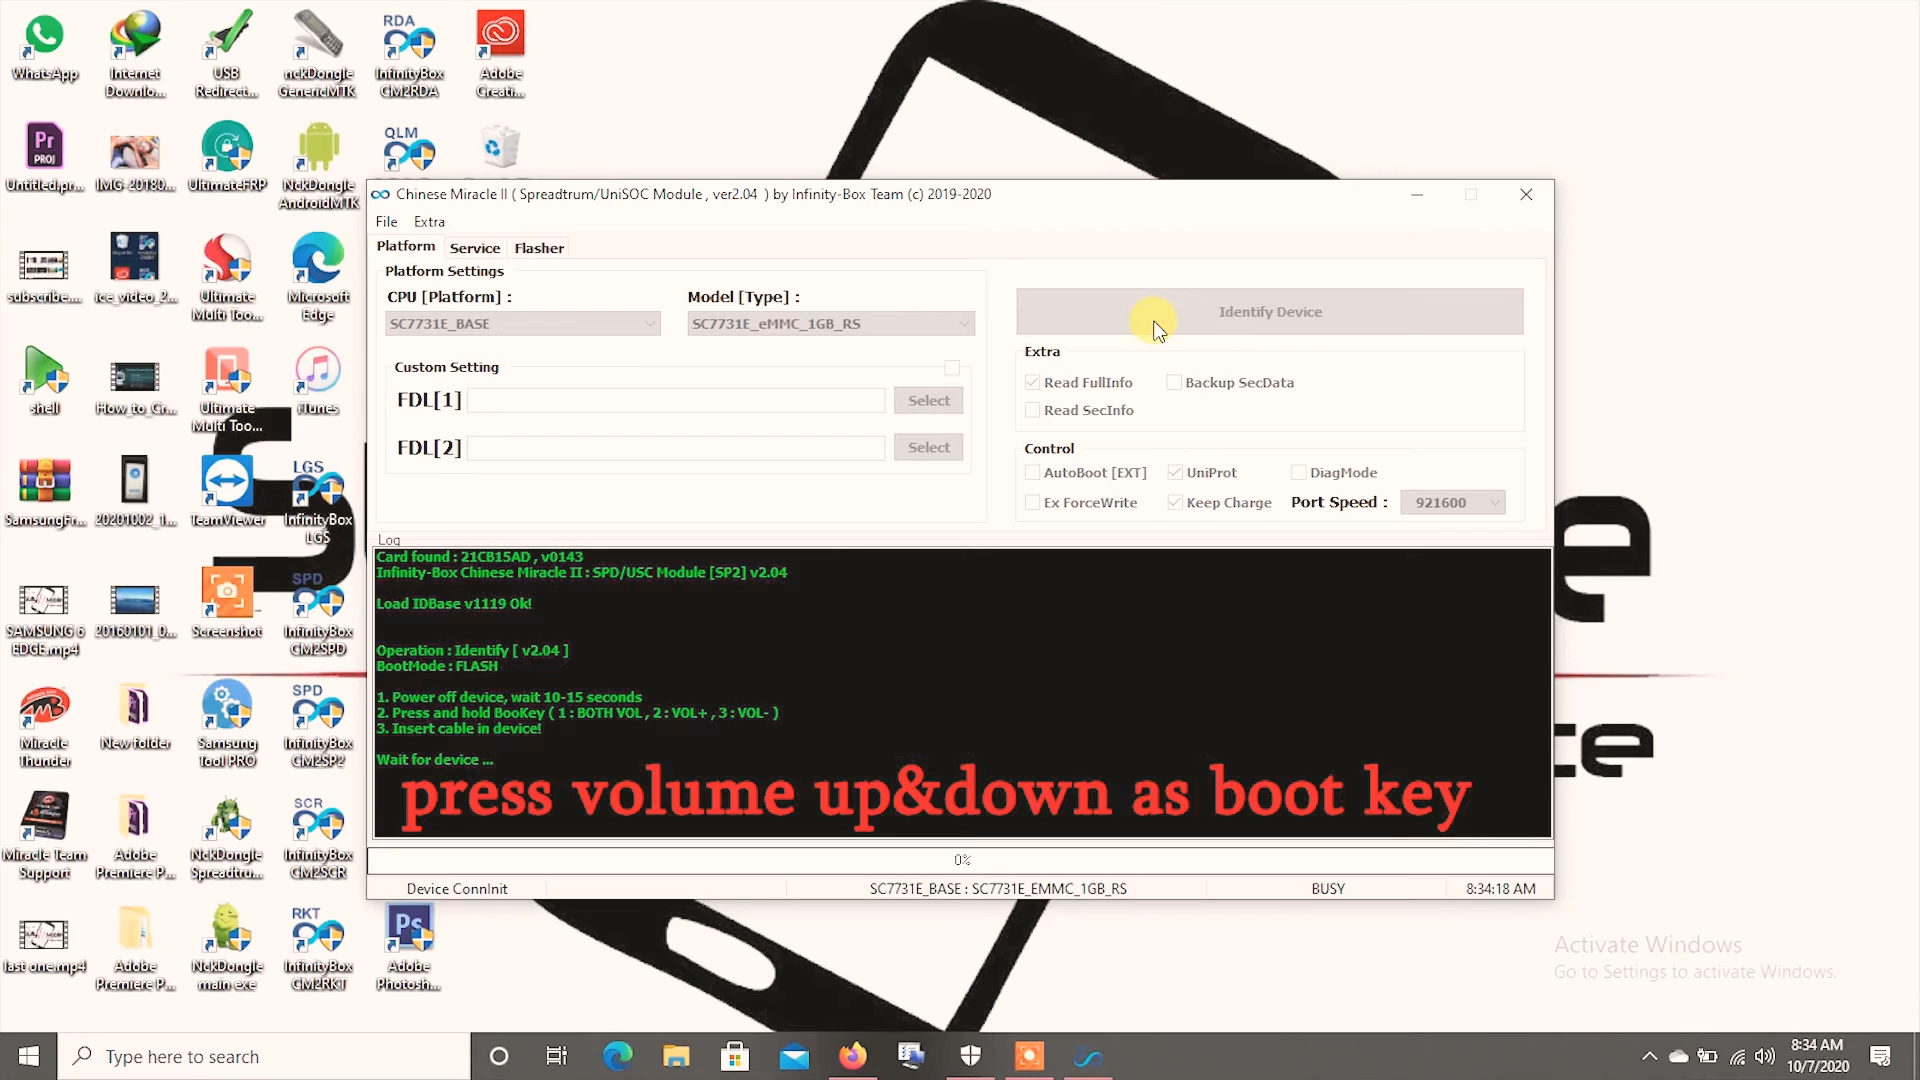 WhatsApp
Internet Downlo...
USB Redirect...
nckDongle GenericMTK
RDA
InfinityBox CM2RDA
Adobe Creati...
Pr
PROJ
Untitled.pr...
IMG-20180...
UltimateFRP
NckDongle AndroidMTK
QLM
subscribe....
ice_video_2...
Ultimate Multi Too...
Microsoft Edge
shell
How_to_Cr...
Ultimate Multi Too...
iTunes
SamsungFr...
20201002_1...
TeamViewer
LGS
InfinityBox LGS
SAMSUNG 6 EDGE.mp4
20160101_0...
Screenshot
SPD
InfinityBox CM2SPD
Miracle Thunder
New folder
Samsung Tool PRO
SPD
InfinityBox CM2SP2
Miracle Team Support
Adobe Premiere P...
NckDongle Spreadtru...
SCR
InfinityBox CM2SCR
last one.mp4
Adobe Premiere P...
NckDongle main.exe
RKT
InfinityBox CM2RKT
Ps
Adobe Photosh...
Chinese Miracle II ( Spreadtrum/UniSOC Module , ver2.04 ) by Infinity-Box Team (c) 2019-2020
File Extra
Platform Service Flasher
Platform Settings
CPU [Platform] : Model [Type] :
SC7731E_BASE SC7731E_eMMC_1GB_RS
Custom Setting
FDL[1] Select
FDL[2] Select
Identify Device
Extra
Read FullInfo Backup SecData
Read SecInfo
Control
AutoBoot [EXT] UniProt DiagMode
Ex ForceWrite Keep Charge Port Speed : 921600
Log
Card found : 21CB15AD , v0143
Infinity-Box Chinese Miracle II : SPD/USC Module [SP2] v2.04
Load IDBase v1119 Ok!
Operation : Identify [ v2.04 ]
BootMode : FLASH
1. Power off device, wait 10-15 seconds
2. Press and hold BooKey ( 1 : BOTH VOL , 2 : VOL+ , 3 : VOL- )
3. Insert cable in device!
Wait for device ...
press volume up&down as boot key
0%
Device ConnInit SC7731E_BASE : SC7731E_EMMC_1GB_RS BUSY 8:34:18 AM
Activate Windows
Go to Settings to activate Windows.
Type here to search
8:34 AM
10/7/2020